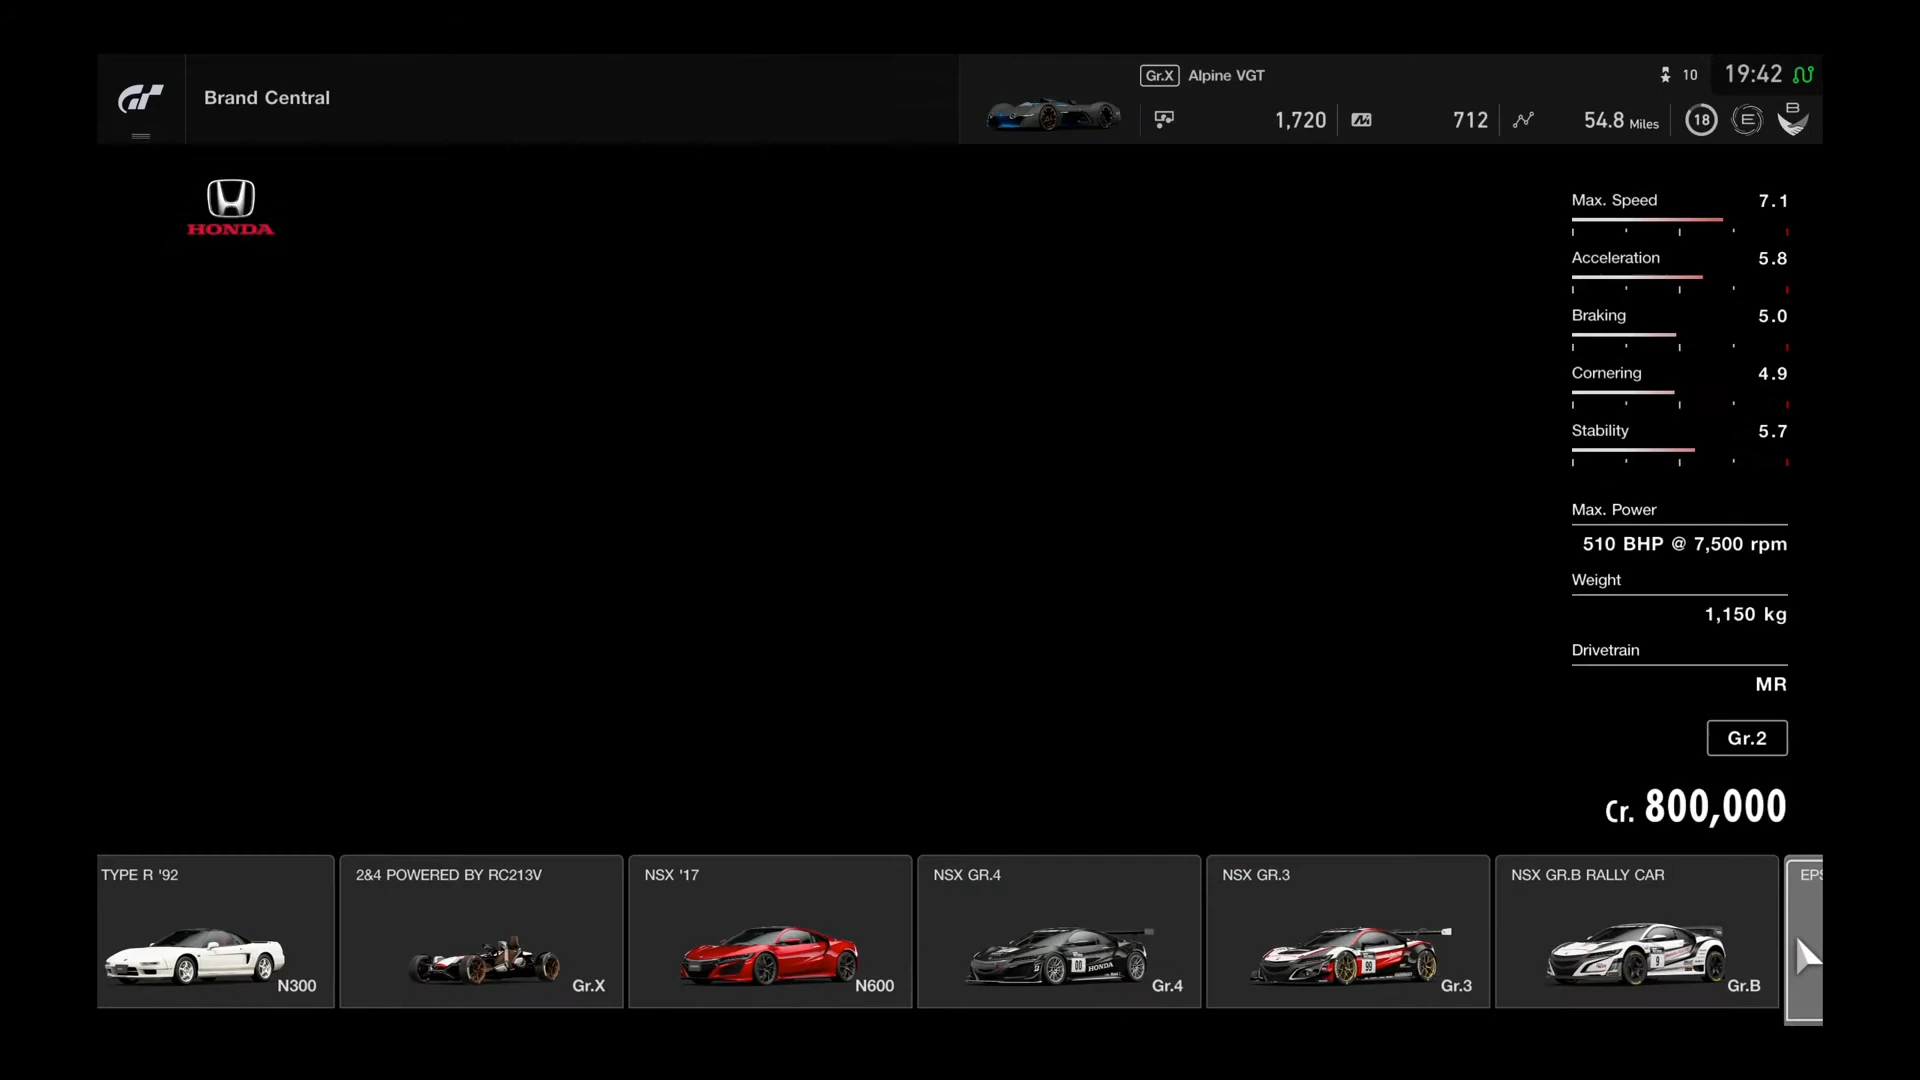 Brand Central
Gr.X Alpine VGT
10
19:42
1,720
712
54.8 Miles
18
E
B
HONDA
Max. Speed 7.1
Acceleration 5.8
Braking 5.0
Cornering 4.9
Stability 5.7
Max. Power
510 BHP @ 7,500 rpm
Weight
1,150 kg
Drivetrain
MR
Gr.2
Cr. 800,000
TYPE R '92
N300
2&4 POWERED BY RC213V
Gr.X
NSX '17
N600
NSX GR.4
Gr.4
NSX GR.3
Gr.3
NSX GR.B RALLY CAR
Gr.B